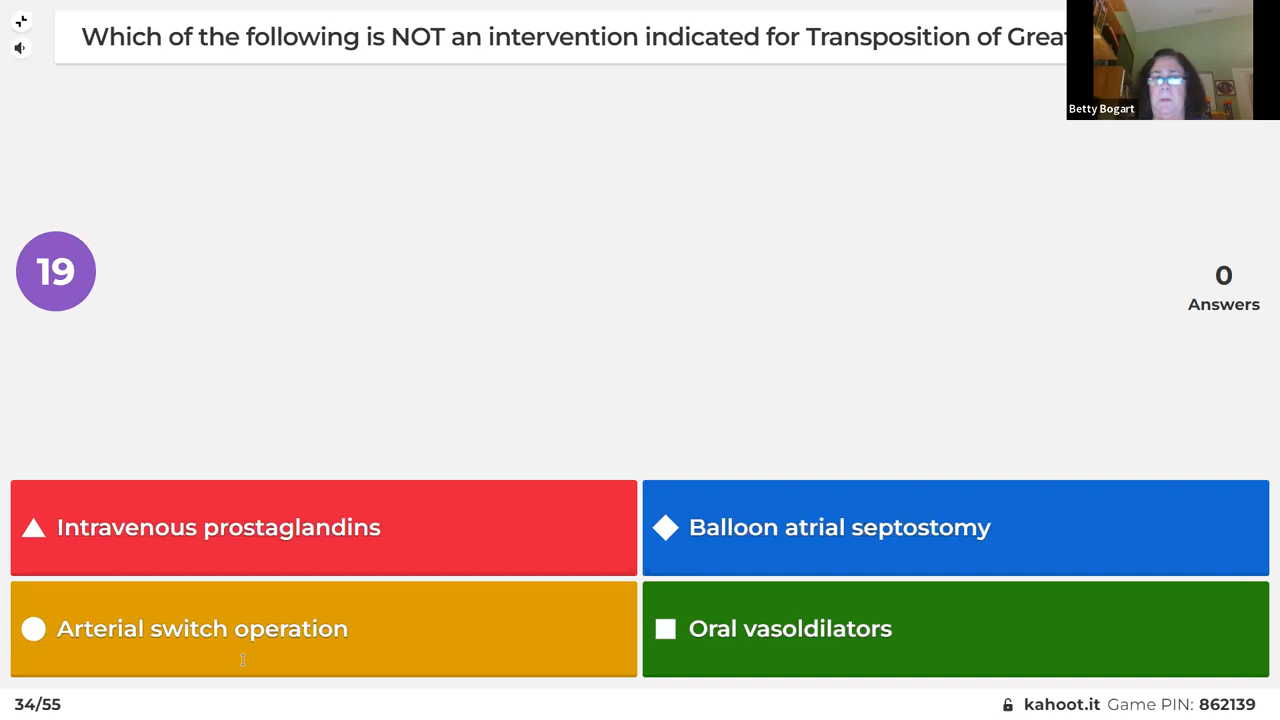 Which of the following is NOT an intervention indicated for Transposition of Grea
Betty Bogart
19
0
Answers
Intravenous prostaglandins
Balloon atrial septostomy
Arterial switch operation
Oral vasoldilators
34/55
kahoot.it Game PIN: 862139